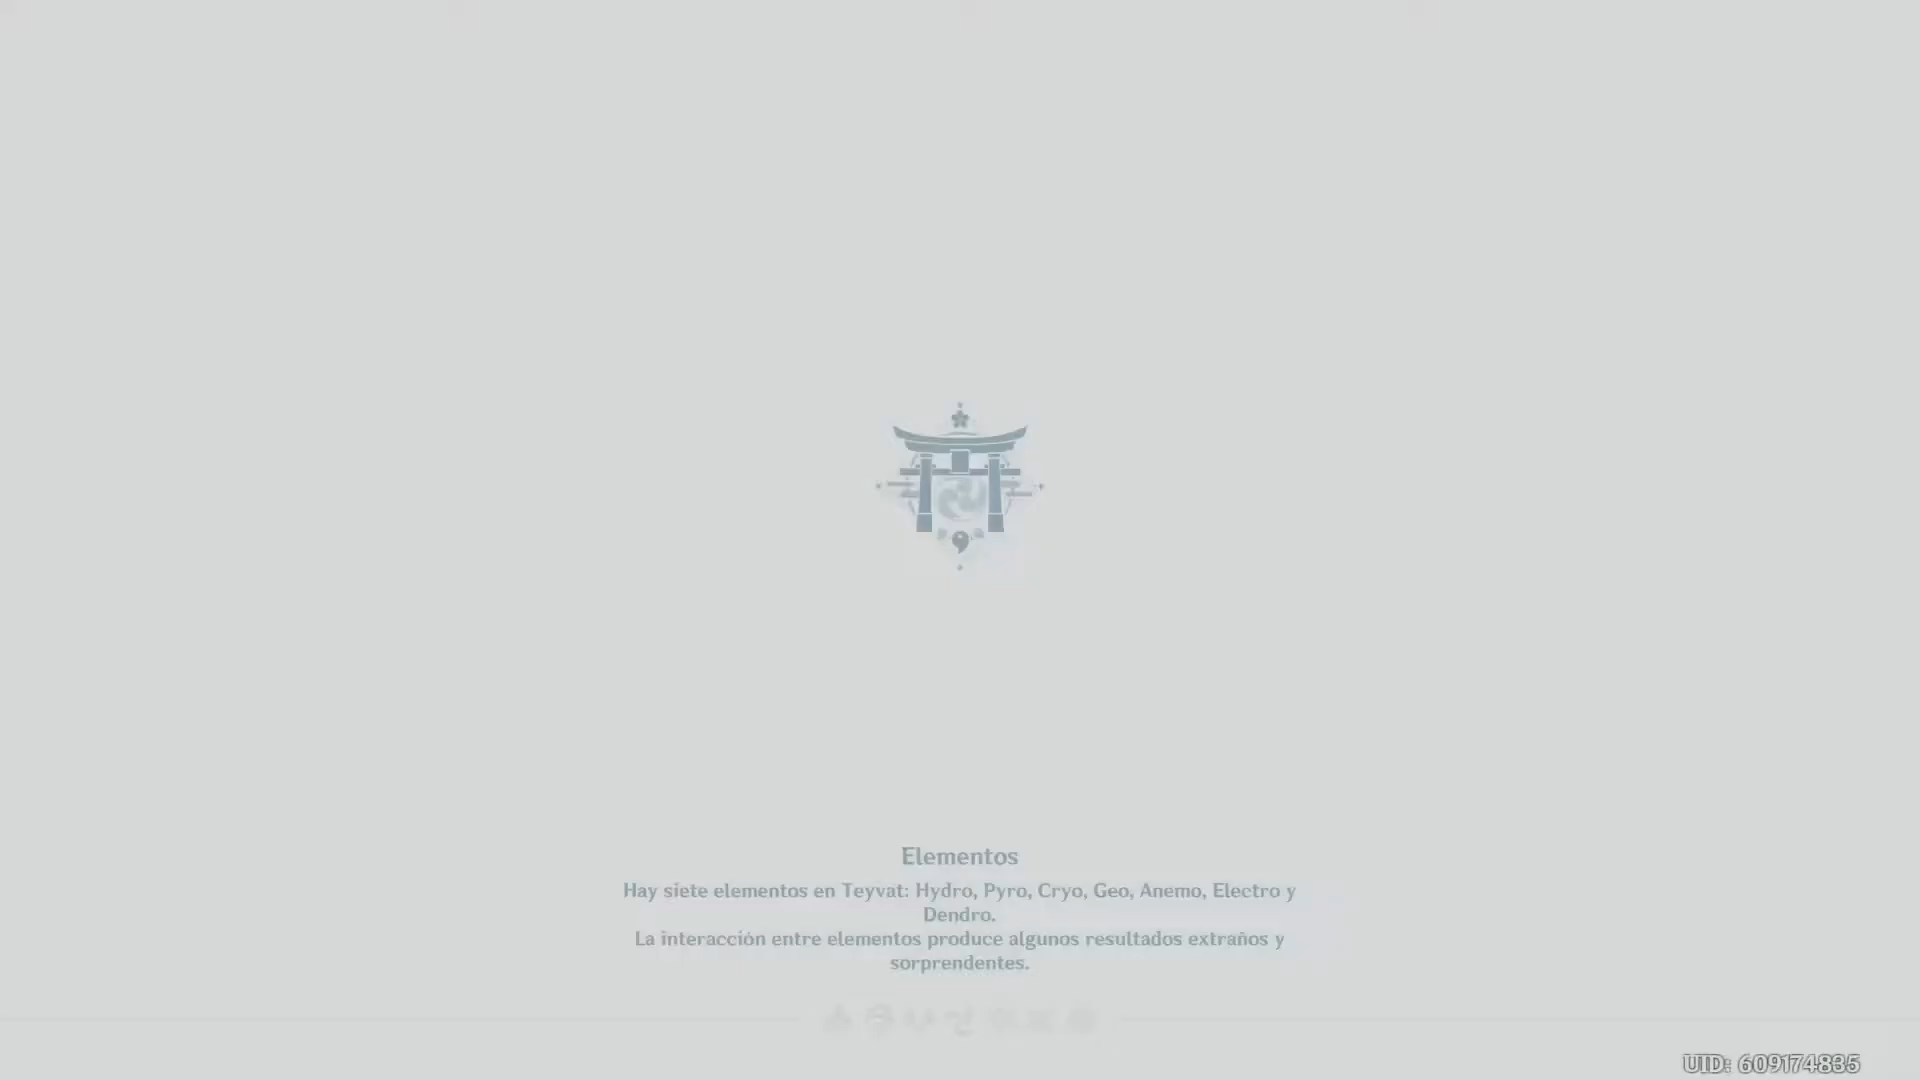 Elementos
Hay siete elementos en Teyvat: Hydro, Pyro, Cryo, Geo, Anemo, Electro y
Dendro.
La interacción entre elementos produce algunos resultados extraños y
sorprendentes.
UID: 609174835